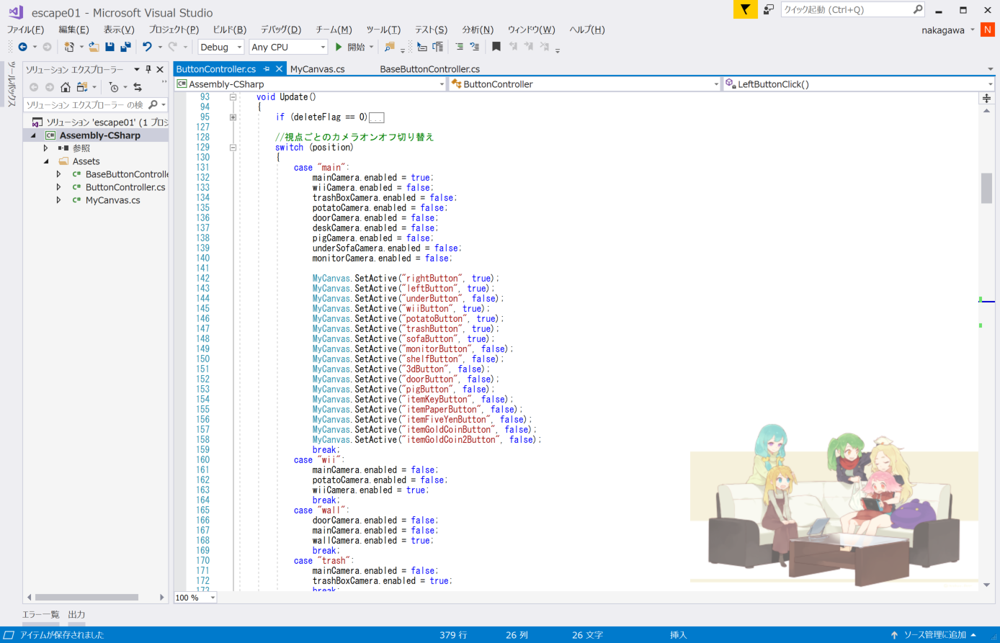 escape01 - Microsoft Visual Studio
クイック起動 (Ctrl+Q)
ファイル(F) 編集(E) 表示(V) プロジェクト(P) ビルド(B) デバッグ(D) チーム(M) ツール(T) テスト(S) 分析(N) ウィンドウ(W) ヘルプ(H)
nakagawa N
Debug Any CPU 開始
ツールボックス
ソリューション エクスプローラー
ソリューション エクスプローラー の検
ソリューション 'escape01' (1 プロジ
C# Assembly-CSharp
参照
Assets
C# BaseButtonControlle
C# ButtonController.cs
C# MyCanvas.cs
ButtonController.cs MyCanvas.cs BaseButtonController.cs
C# Assembly-CSharp ButtonController LeftButtonClick()
93 void Update()
94 {
95 if (deleteFlag == 0)...
127
128 //視点ごとのカメラオンオフ切り替え
129 switch (position)
130 {
131 case "main":
132 mainCamera.enabled = true;
133 wiiCamera.enabled = false;
134 trashBoxCamera.enabled = false;
135 potatoCamera.enabled = false;
136 doorCamera.enabled = false;
137 deskCamera.enabled = false;
138 pigCamera.enabled = false;
139 underSofaCamera.enabled = false;
140 monitorCamera.enabled = false;
141
142 MyCanvas.SetActive("rightButton", true);
143 MyCanvas.SetActive("leftButton", true);
144 MyCanvas.SetActive("underButton", false);
145 MyCanvas.SetActive("wiiButton", true);
146 MyCanvas.SetActive("potatoButton", true);
147 MyCanvas.SetActive("trashButton", true);
148 MyCanvas.SetActive("sofaButton", true);
149 MyCanvas.SetActive("monitorButton", false);
150 MyCanvas.SetActive("shelfButton", false);
151 MyCanvas.SetActive("3dButton", false);
152 MyCanvas.SetActive("doorButton", false);
153 MyCanvas.SetActive("pigButton", false);
154 MyCanvas.SetActive("itemKeyButton", false);
155 MyCanvas.SetActive("itemPaperButton", false);
156 MyCanvas.SetActive("itemFiveYenButton", false);
157 MyCanvas.SetActive("itemGoldCoinButton", false);
158 MyCanvas.SetActive("itemGoldCoin2Button", false);
159 break;
160 case "wii":
161 mainCamera.enabled = false;
162 potatoCamera.enabled = false;
163 wiiCamera.enabled = true;
164 break;
165 case "wall":
166 doorCamera.enabled = false;
167 mainCamera.enabled = false;
168 wallCamera.enabled = true;
169 break;
170 case "trash":
171 mainCamera.enabled = false;
172 trashBoxCamera.enabled = true;
173 break;
100 %
エラー一覧 出力
アイテムが保存されました 379 行 26 列 26 文字 挿入 ソース管理に追加